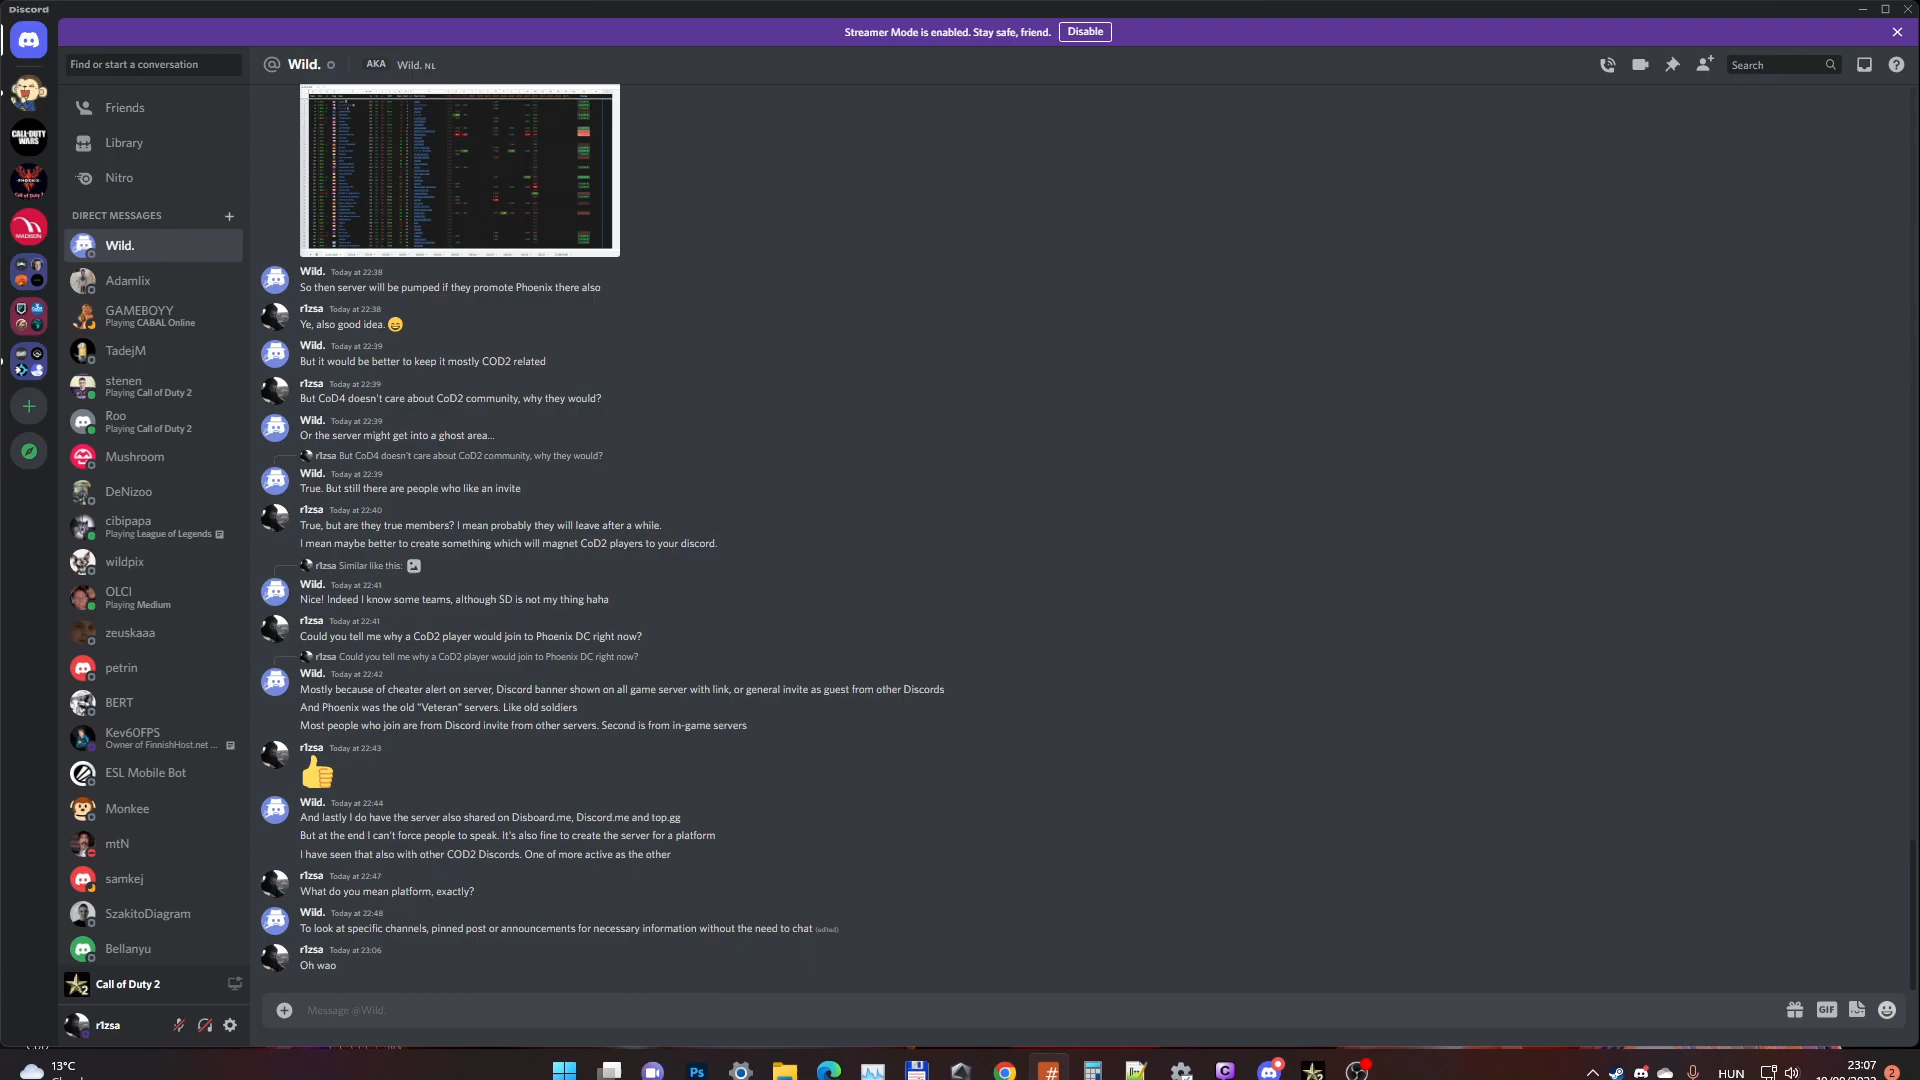 Discord
Streamer Mode is enabled. Stay safe, friend.
Disable
Find or start a conversation
Wild.
AKA
Wild. NL
Search
CALL·DUTY
WARS
PHOENIX
Call of Duty 2
MADISON
Friends
Library
Nitro
DIRECT MESSAGES
Wild.
Adamlix
GAMEBOYY
Playing CABAL Online
TadejM
stenen
Playing Call of Duty 2
Roo
Playing Call of Duty 2
Mushroom
DeNizoo
cibipapa
Playing League of Legends
wildpix
OLCI
Playing Medium
zeuskaaa
petrin
BERT
Kev60FPS
Owner of FinnishHost.net ...
ESL Mobile Bot
Monkee
mtN
samkej
SzakitoDiagram
Bellanyu
Call of Duty 2
r1zsa
Wild. Today at 22:38
So then server will be pumped if they promote Phoenix there also
r1zsa Today at 22:38
Ye, also good idea. 😄
Wild. Today at 22:39
But it would be better to keep it mostly COD2 related
r1zsa Today at 22:39
But CoD4 doesn't care about CoD2 community, why they would?
Wild. Today at 22:39
Or the server might get into a ghost area...
r1zsa But CoD4 doesn't care about CoD2 community, why they would?
Wild. Today at 22:39
True. But still there are people who like an invite
r1zsa Today at 22:40
True, but are they true members? I mean probably they will leave after a while.
I mean maybe better to create something which will magnet CoD2 players to your discord.
r1zsa Similar like this:
Wild. Today at 22:41
Nice! Indeed I know some teams, although SD is not my thing haha
r1zsa Today at 22:41
Could you tell me why a CoD2 player would join to Phoenix DC right now?
r1zsa Could you tell me why a CoD2 player would join to Phoenix DC right now?
Wild. Today at 22:42
Mostly because of cheater alert on server, Discord banner shown on all game server with link, or general invite as guest from other Discords
And Phoenix was the old "Veteran" servers. Like old soldiers
Most people who join are from Discord invite from other servers. Second is from in-game servers
r1zsa Today at 22:43
👍
Wild. Today at 22:44
And lastly I do have the server also shared on Disboard.me, Discord.me and top.gg
But at the end I can't force people to speak. It's also fine to create the server for a platform
I have seen that also with other COD2 Discords. One of more active as the other
r1zsa Today at 22:47
What do you mean platform, exactly?
Wild. Today at 22:48
To look at specific channels, pinned post or announcements for necessary information without the need to chat (edited)
r1zsa Today at 23:06
Oh wao
Message @Wild.
GIF
13°C
Ps
HUN
23:07
2